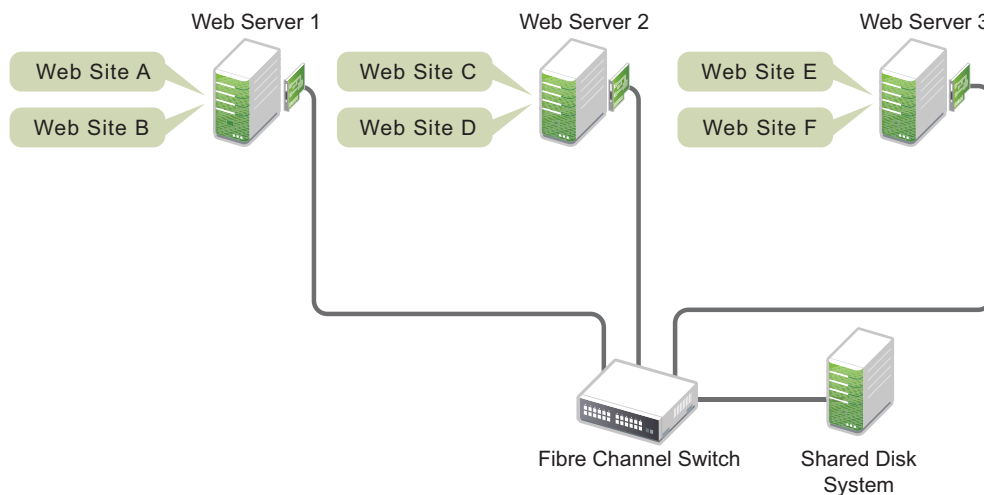 Web Server 1
Web Server 2
Web Server 3
Web Site A
Web Site C
Web Site E
Web Site B
Web Site D
Web Site F
Fibre Channel Switch
Shared Disk
System